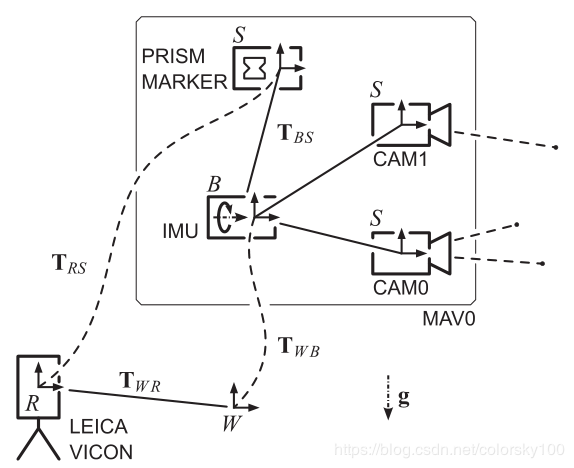 S
PRISM
MARKER
T_BS
S
CAM1
B
IMU
S
CAM0
MAV0
T_RS
T_WB
T_WR
R
W
g
LEICA
VICON
https://blog.csdn.net/colorsky100